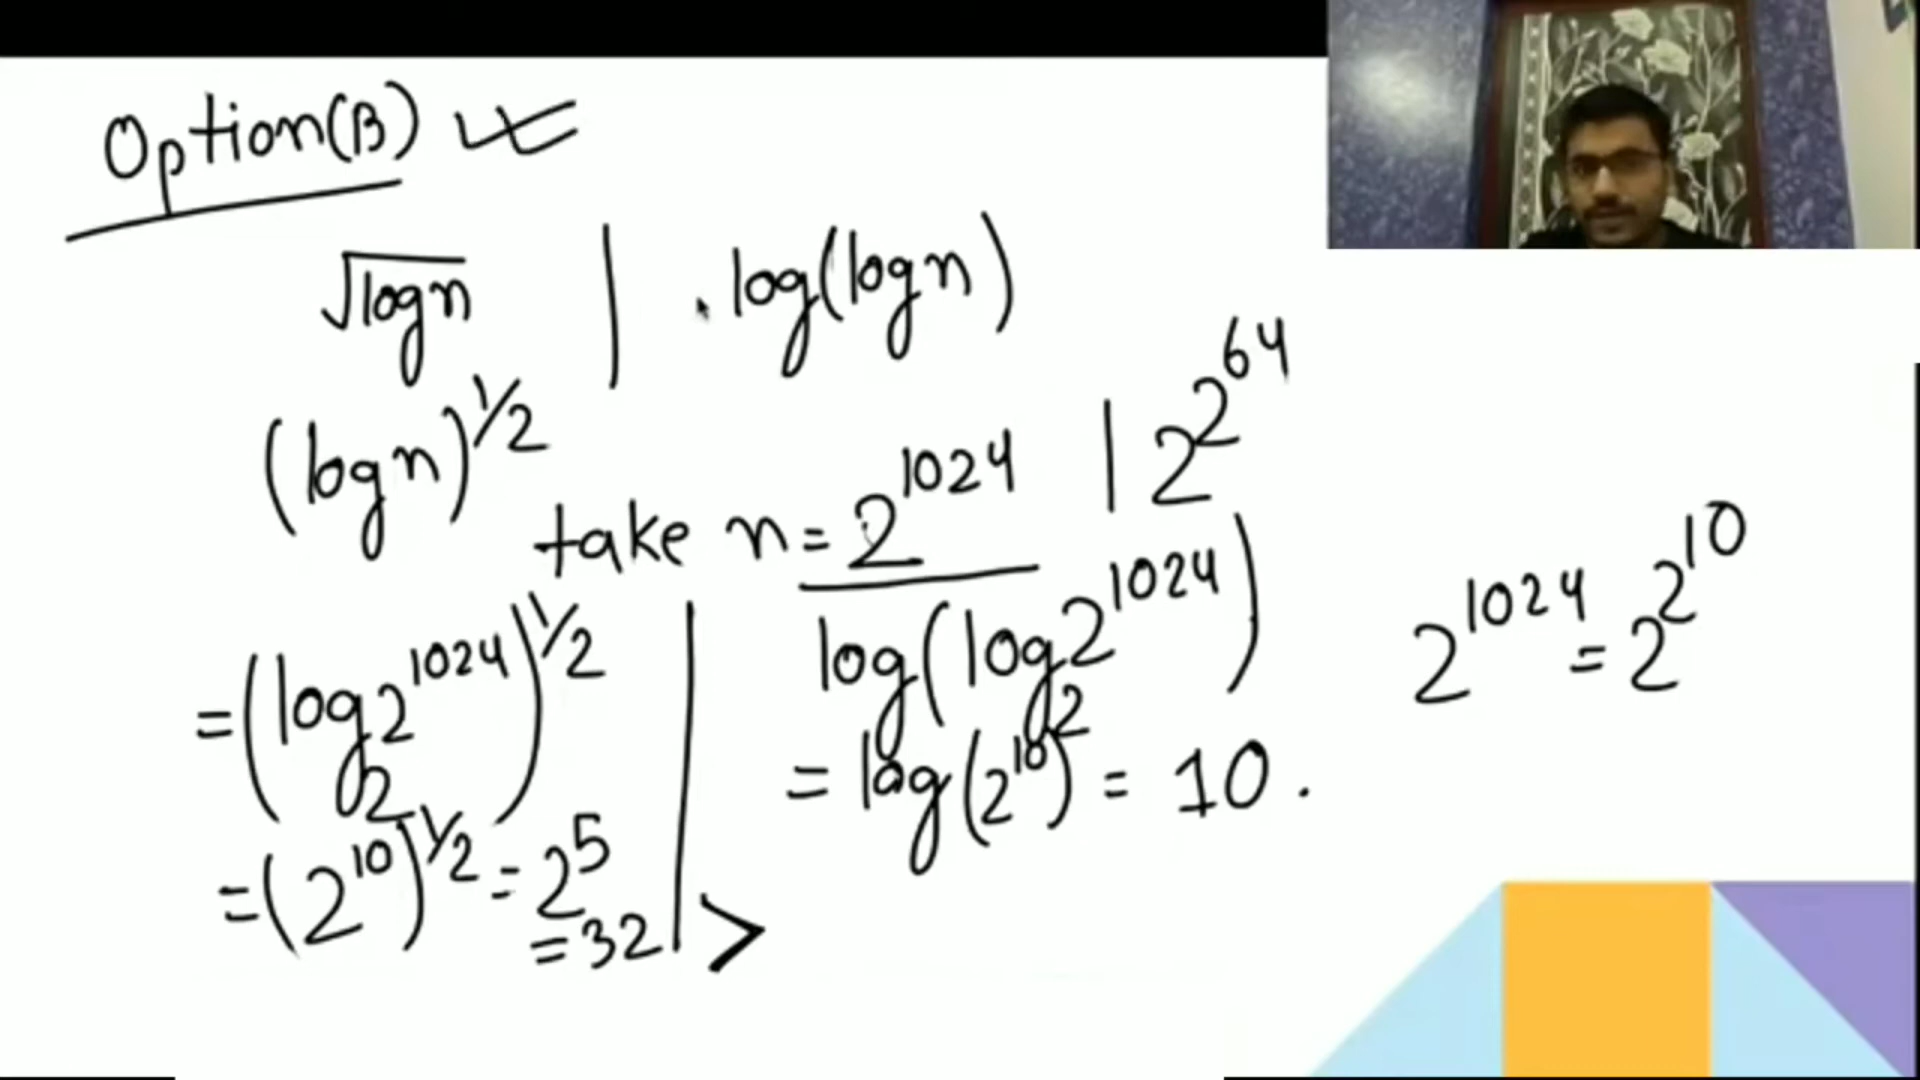 Option(B)
√logn | . log(logn)
(logn)^1/2
take n = 2^1024 | 2^2^64
= (log₂2^1024)^1/2 | log(log₂2^1024)
2^1024 = 2^2^10
= (2^10)^1/2 = 2^5
= 32 >
= log(2^10) = 10 .